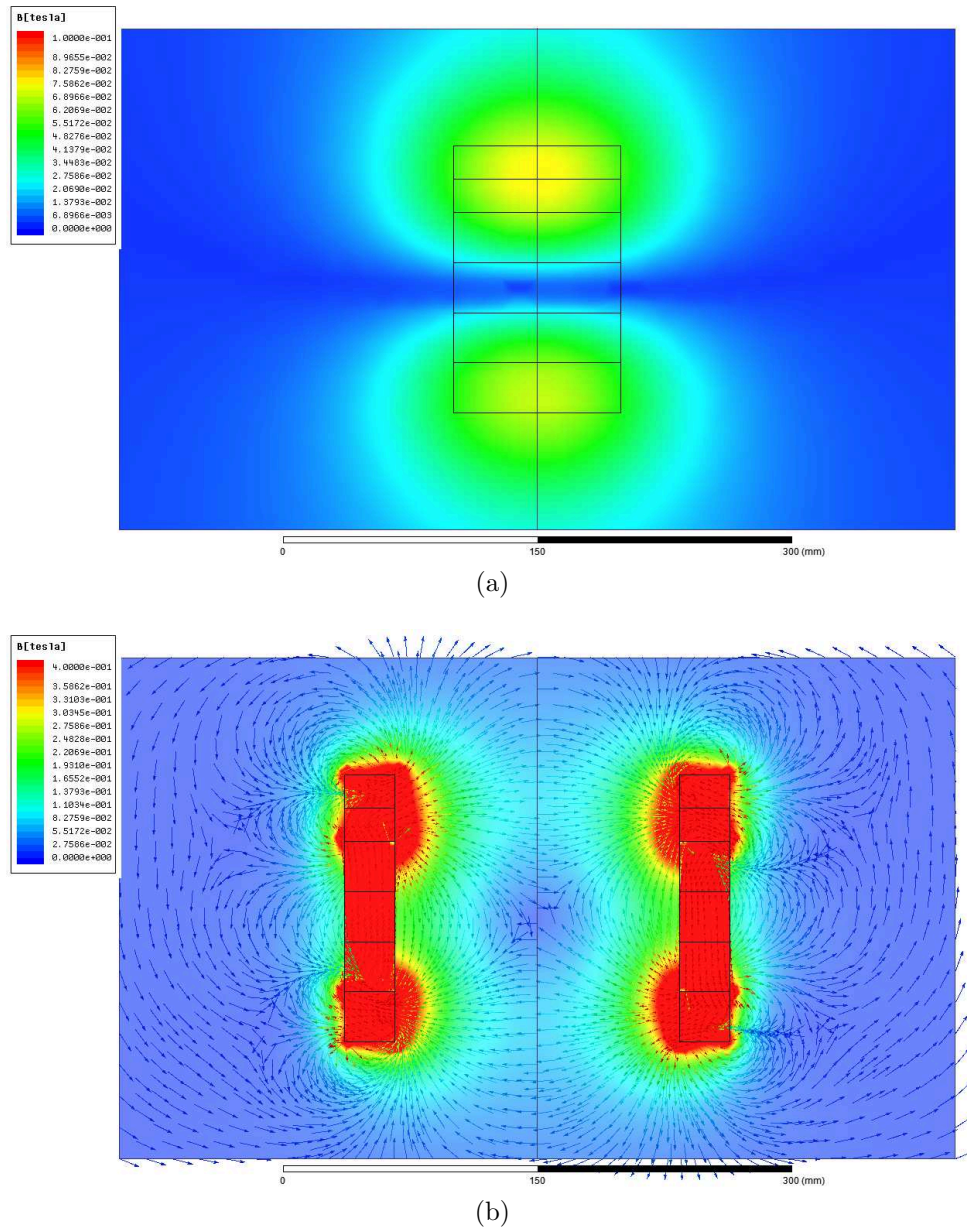 B[tesla]
1.0000e-001
8.9655e-002
8.2759e-002
7.5862e-002
6.8966e-002
6.2069e-002
5.5172e-002
4.8276e-002
4.1379e-002
3.4483e-002
2.7586e-002
2.0690e-002
1.3793e-002
6.8966e-003
0.0000e+000
0 150 300 (mm)
(a)
B[tesla]
4.0000e-001
3.5862e-001
3.3103e-001
3.0345e-001
2.7586e-001
2.4828e-001
2.2069e-001
1.9310e-001
1.6552e-001
1.3793e-001
1.1034e-001
8.2759e-002
5.5172e-002
2.7586e-002
0.0000e+000
0 150 300 (mm)
(b)